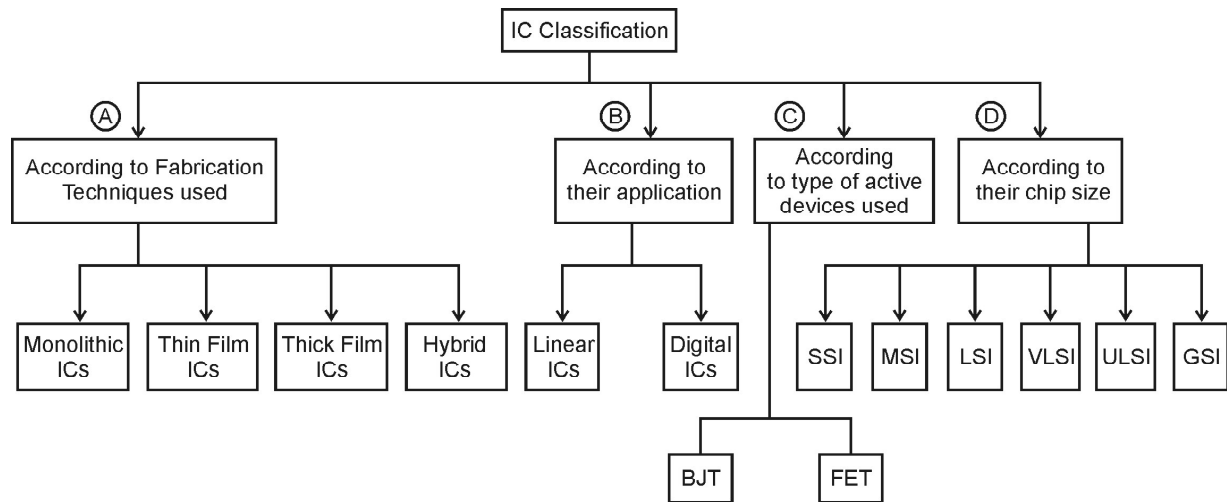 IC Classification
A
B
C
D
According to Fabrication
Techniques used
According to
their application
According
to type of active
devices used
According to
their chip size
Monolithic
ICs
Thin Film
ICs
Thick Film
ICs
Hybrid
ICs
Linear
ICs
Digital
ICs
SSI
MSI
LSI
VLSI
ULSI
GSI
BJT
FET